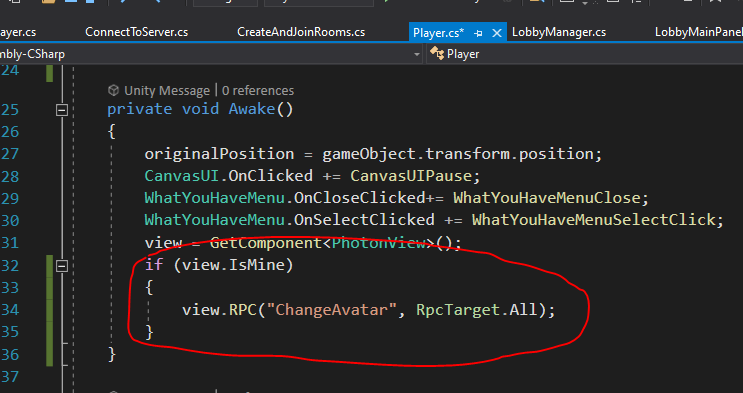 ayer.cs ConnectToServer.cs CreateAndJoinRooms.cs Player.cs* LobbyManager.cs LobbyMainPanel
mbly-CSharp Player
24
Unity Message | 0 references
25 private void Awake()
26 {
27 originalPosition = gameObject.transform.position;
28 CanvasUI.OnClicked += CanvasUIPause;
29 WhatYouHaveMenu.OnCloseClicked+= WhatYouHaveMenuClose;
30 WhatYouHaveMenu.OnSelectClicked += WhatYouHaveMenuSelectClick;
31 view = GetComponent<PhotonView>();
32 if (view.IsMine)
33 {
34 view.RPC("ChangeAvatar", RpcTarget.All);
35 }
36 }
37